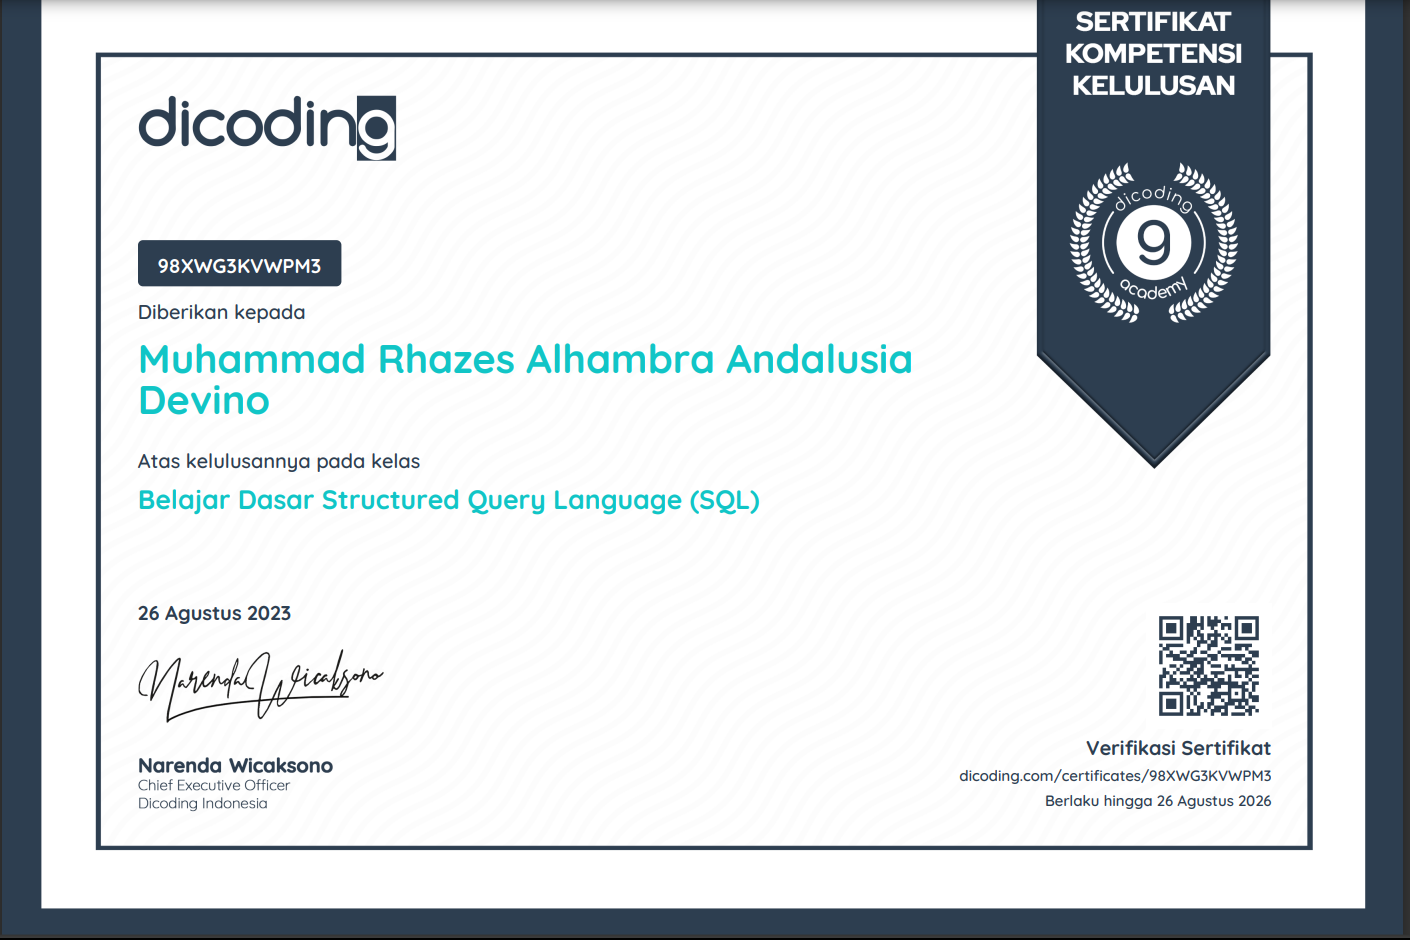 SERTIFIKAT
KOMPETENSI
KELULUSAN
dicoding
dicoding
9
academy
98XWG3KVWPM3
Diberikan kepada
Muhammad Rhazes Alhambra Andalusia
Devino
Atas kelulusannya pada kelas
Belajar Dasar Structured Query Language (SQL)
26 Agustus 2023
Narenda Wicaksono
Narenda Wicaksono
Chief Executive Officer
Dicoding Indonesia
Verifikasi Sertifikat
dicoding.com/certificates/98XWG3KVWPM3
Berlaku hingga 26 Agustus 2026